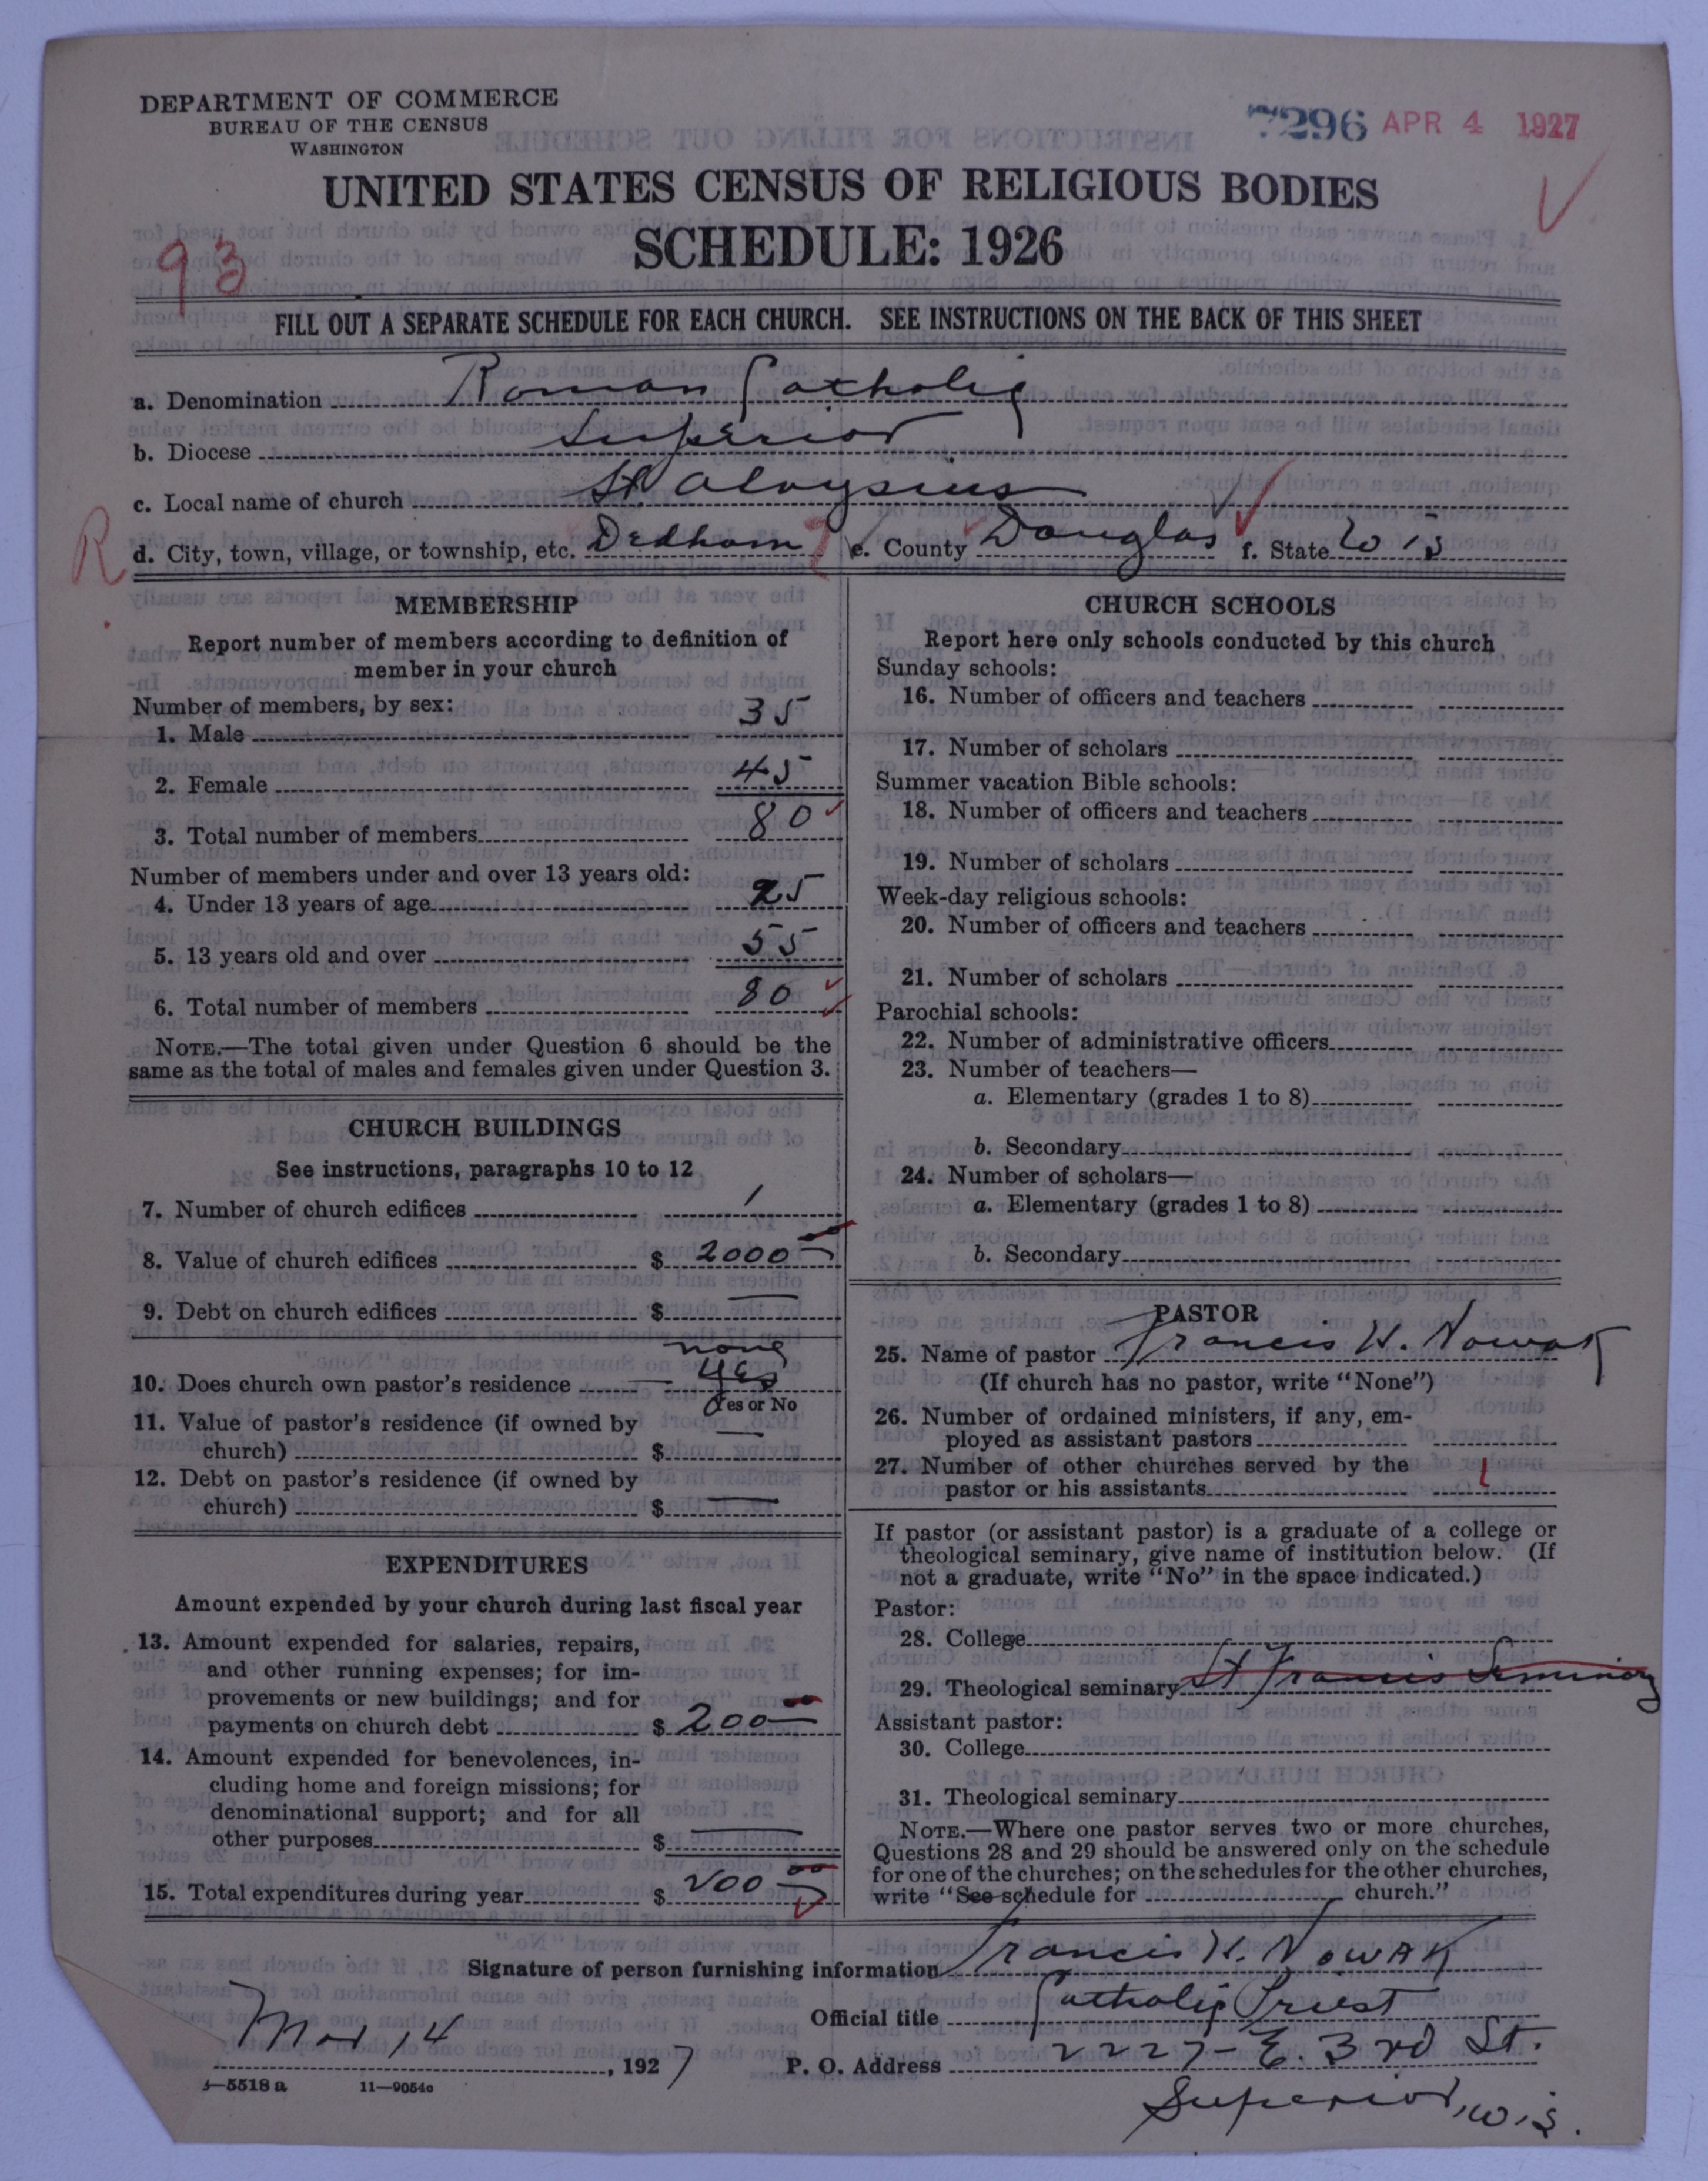 DEPARTMENT OF COMMERCE
BUREAU OF THE CENSUS
WASHINGTON
7296 APR 4 1927
UNITED STATES CENSUS OF RELIGIOUS BODIES
SCHEDULE: 1926
93
FILL OUT A SEPARATE SCHEDULE FOR EACH CHURCH. SEE INSTRUCTIONS ON THE BACK OF THIS SHEET
a. Denomination Roman Catholic
b. Diocese Superior
c. Local name of church St Aloysius
R
d. City, town, village, or township, etc. Dedham e. County Douglas f. State Wis
MEMBERSHIP
Report number of members according to definition of
member in your church
Number of members, by sex:
1. Male 35
2. Female 45
3. Total number of members 80
Number of members under and over 13 years old:
4. Under 13 years of age 25
5. 13 years old and over 55
6. Total number of members 80
NOTE.—The total given under Question 6 should be the
same as the total of males and females given under Question 3.
CHURCH BUILDINGS
See instructions, paragraphs 10 to 12
7. Number of church edifices 1
8. Value of church edifices $ 2000
9. Debt on church edifices $ —
none
10. Does church own pastor's residence yes
Yes or No
11. Value of pastor's residence (if owned by
church) $ —
12. Debt on pastor's residence (if owned by
church) $ —
EXPENDITURES
Amount expended by your church during last fiscal year
13. Amount expended for salaries, repairs,
and other running expenses; for im-
provements or new buildings; and for
payments on church debt $ 200
14. Amount expended for benevolences, in-
cluding home and foreign missions; for
denominational support; and for all
other purposes $ —
15. Total expenditures during year $ 200
CHURCH SCHOOLS
Report here only schools conducted by this church
Sunday schools:
16. Number of officers and teachers
17. Number of scholars
Summer vacation Bible schools:
18. Number of officers and teachers
19. Number of scholars
Week-day religious schools:
20. Number of officers and teachers
21. Number of scholars
Parochial schools:
22. Number of administrative officers
23. Number of teachers—
a. Elementary (grades 1 to 8)
b. Secondary
24. Number of scholars—
a. Elementary (grades 1 to 8)
b. Secondary
PASTOR
25. Name of pastor Francis H. Nowak
(If church has no pastor, write "None")
26. Number of ordained ministers, if any, em-
ployed as assistant pastors
27. Number of other churches served by the
pastor or his assistants 1
If pastor (or assistant pastor) is a graduate of a college or
theological seminary, give name of institution below. (If
not a graduate, write "No" in the space indicated.)
Pastor:
28. College
29. Theological seminary St Francis Seminary
Assistant pastor:
30. College
31. Theological seminary
NOTE.—Where one pastor serves two or more churches,
Questions 28 and 29 should be answered only on the schedule
for one of the churches; on the schedules for the other churches,
write "See schedule for church."
Signature of person furnishing information Francis H. Nowak
Official title Catholic Priest
Mar 14, 1927
P. O. Address 2227- E. 3rd St.
Superior, Wis.
8—5518 a 11—9054o